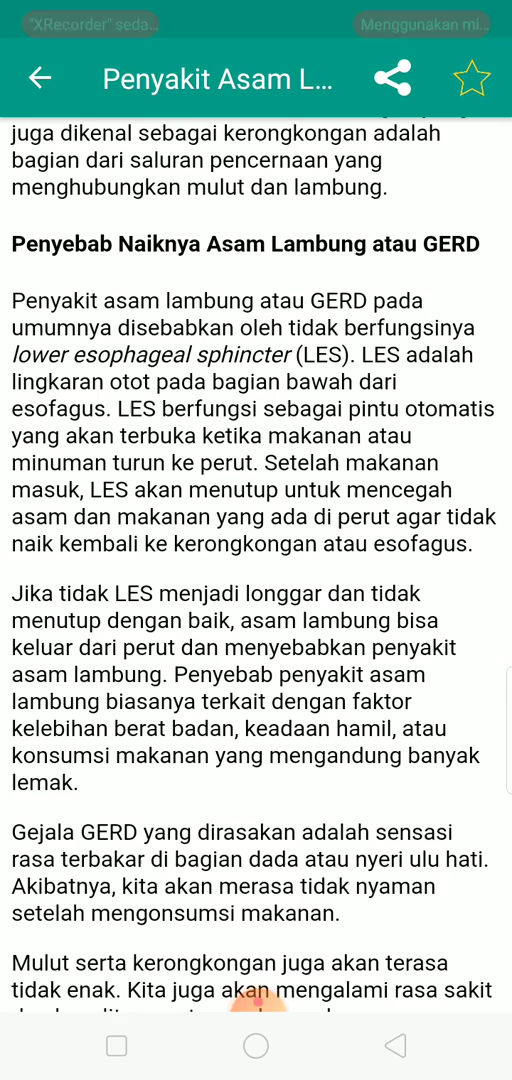 "XRecorder" seda...
Menggunakan mi...
Penyakit Asam L...
juga dikenal sebagai kerongkongan adalah
bagian dari saluran pencernaan yang
menghubungkan mulut dan lambung.
Penyebab Naiknya Asam Lambung atau GERD
Penyakit asam lambung atau GERD pada
umumnya disebabkan oleh tidak berfungsinya
lower esophageal sphincter (LES). LES adalah
lingkaran otot pada bagian bawah dari
esofagus. LES berfungsi sebagai pintu otomatis
yang akan terbuka ketika makanan atau
minuman turun ke perut. Setelah makanan
masuk, LES akan menutup untuk mencegah
asam dan makanan yang ada di perut agar tidak
naik kembali ke kerongkongan atau esofagus.
Jika tidak LES menjadi longgar dan tidak
menutup dengan baik, asam lambung bisa
keluar dari perut dan menyebabkan penyakit
asam lambung. Penyebab penyakit asam
lambung biasanya terkait dengan faktor
kelebihan berat badan, keadaan hamil, atau
konsumsi makanan yang mengandung banyak
lemak.
Gejala GERD yang dirasakan adalah sensasi
rasa terbakar di bagian dada atau nyeri ulu hati.
Akibatnya, kita akan merasa tidak nyaman
setelah mengonsumsi makanan.
Mulut serta kerongkongan juga akan terasa
tidak enak. Kita juga akan mengalami rasa sakit